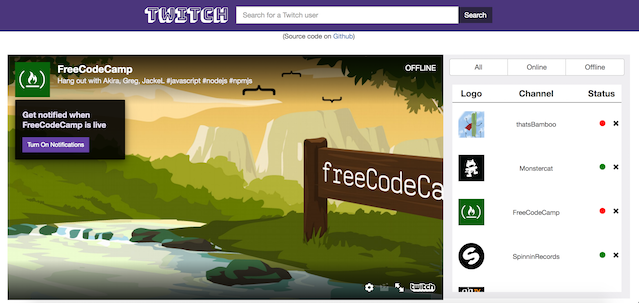 TWITCH
Search for a Twitch user
Search
(Source code on Github)
FreeCodeCamp
Hang out with Akira, Greg, JackeL #javascript #nodejs #npmjs
OFFLINE
Get notified when
FreeCodeCamp is live
Turn On Notifications
freeCodeCa
twitch
All
Online
Offline
Logo
Channel
Status
thatsBamboo
Monstercat
FreeCodeCamp
SpinninRecords